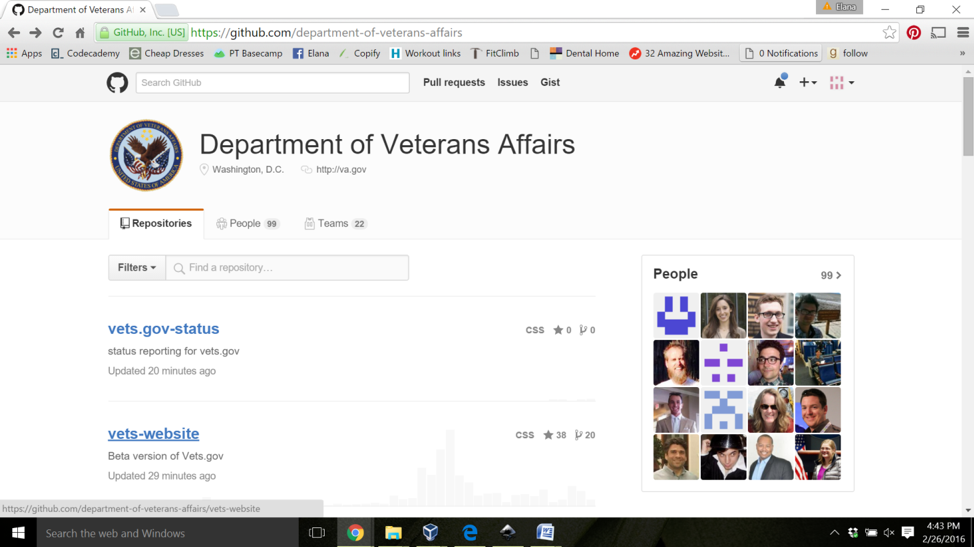 Department of Veterans A
Elana
GitHub, Inc. [US]
https://github.com/department-of-veterans-affairs
Apps
Codecademy
Cheap Dresses
PT Basecamp
Elana
Copify
Workout links
FitClimb
Dental Home
32 Amazing Websit...
0 Notifications
follow
»
Search GitHub
Pull requests
Issues
Gist
Department of Veterans Affairs
Washington, D.C.
http://va.gov
Repositories
People 99
Teams 22
Filters
Find a repository...
People
99
vets.gov-status
CSS 0 0
status reporting for vets.gov
Updated 20 minutes ago
vets-website
CSS 38 20
Beta version of Vets.gov
Updated 29 minutes ago
https://github.com/department-of-veterans-affairs/vets-website
Search the web and Windows
4:43 PM
2/26/2016